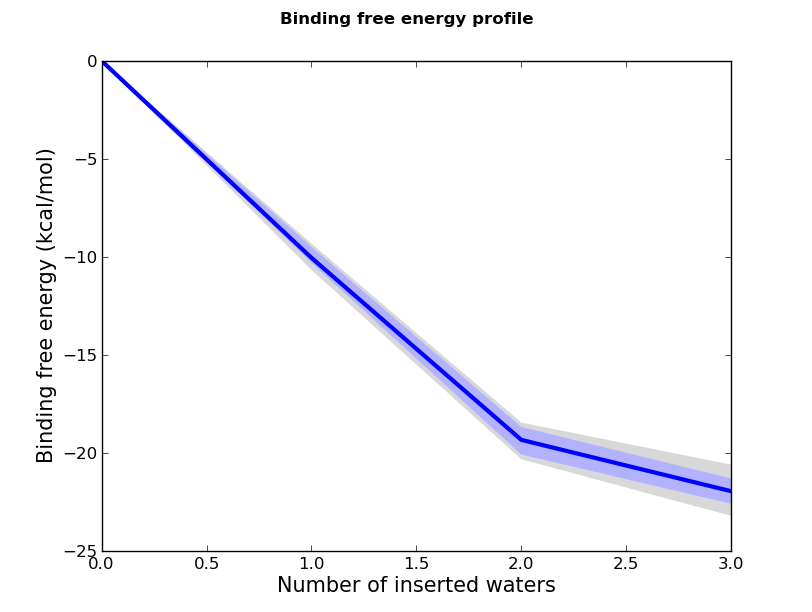 Binding free energy profile
0
−5
−10
−15
−20
−25
Binding free energy (kcal/mol)
0.0 0.5 1.0 1.5 2.0 2.5 3.0
Number of inserted waters